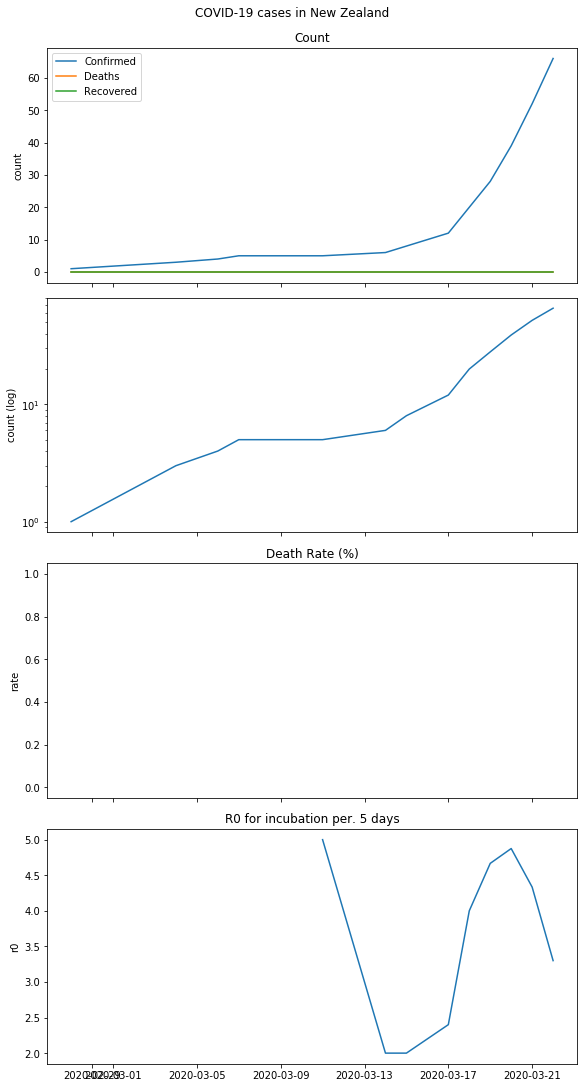 COVID-19 cases in New Zealand
Count
Confirmed
Deaths
Recovered
60
50
40
30
20
10
0
count
10^1
10^0
count (log)
Death Rate (%)
1.0
0.8
0.6
0.4
0.2
0.0
rate
R0 for incubation per. 5 days
5.0
4.5
4.0
3.5
3.0
2.5
2.0
r0
2020-02-29 2020-03-01 2020-03-05 2020-03-09 2020-03-13 2020-03-17 2020-03-21